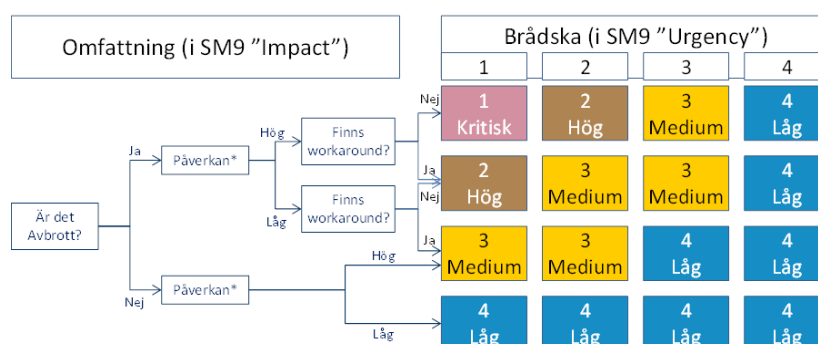 Omfattning (i SM9 ”Impact”)
Brådska (i SM9 ”Urgency”)
1
2
3
4
Är det
Avbrott?
Ja
Nej
Påverkan*
Hög
Låg
Finns
workaround?
Nej
Ja
Finns
workaround?
Nej
Ja
Påverkan*
Hög
Låg
1
Kritisk
2
Hög
3
Medium
4
Låg
2
Hög
3
Medium
3
Medium
4
Låg
3
Medium
3
Medium
4
Låg
4
Låg
4
Låg
4
Låg
4
Låg
4
Låg